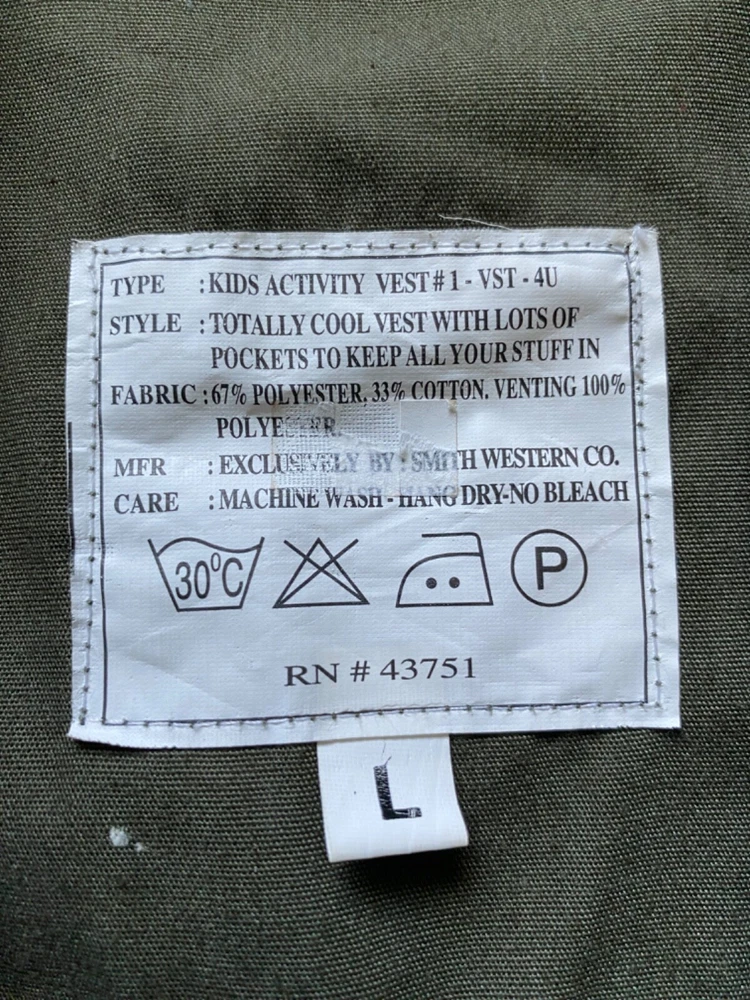 TYPE : KIDS ACTIVITY VEST # 1 - VST - 4U
STYLE : TOTALLY COOL VEST WITH LOTS OF
POCKETS TO KEEP ALL YOUR STUFF IN
FABRIC : 67% POLYESTER. 33% COTTON. VENTING 100%
POLYESTER.
MFR : EXCLUSIVELY BY : SMITH WESTERN CO.
CARE : MACHINE WASH - HANG DRY-NO BLEACH
30°C
P
RN # 43751
L